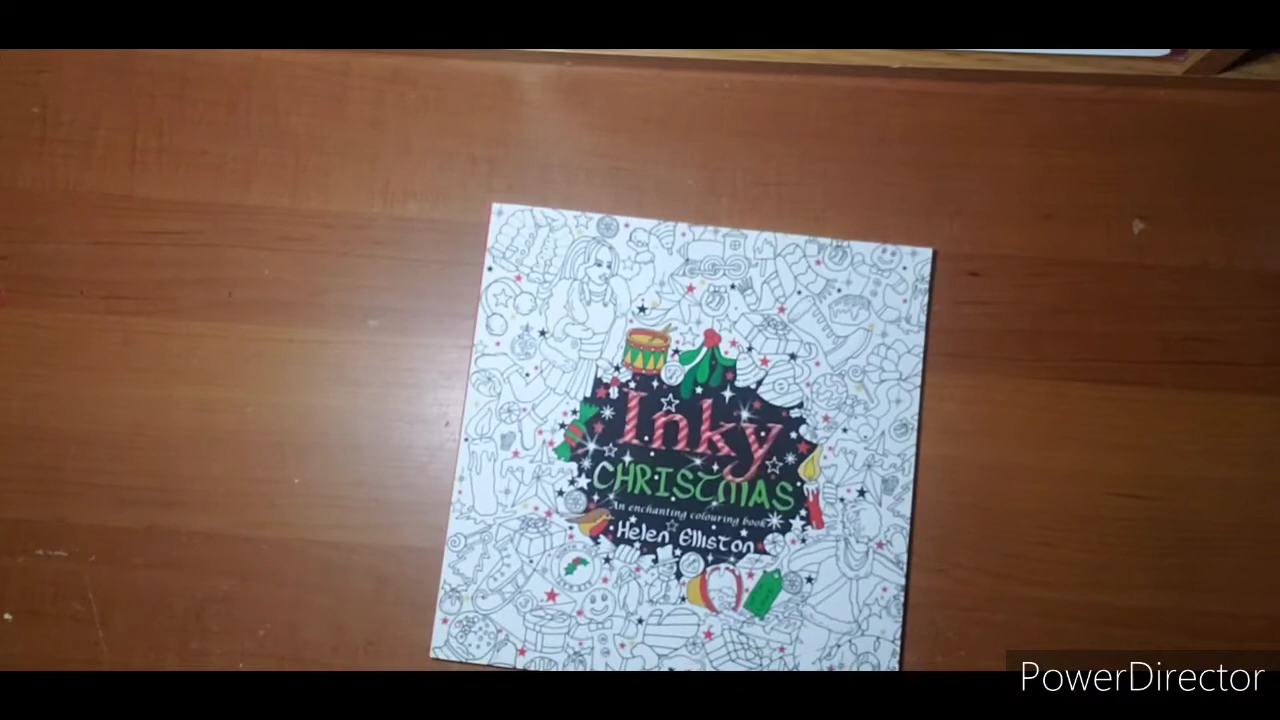 Inky
CHRISTMAS
An enchanting colouring book
Helen Elliston
PowerDirector